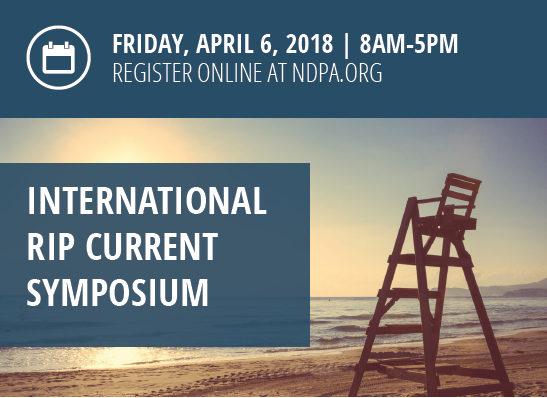 FRIDAY, APRIL 6, 2018 | 8AM-5PM
REGISTER ONLINE AT NDPA.ORG
INTERNATIONAL
RIP CURRENT
SYMPOSIUM